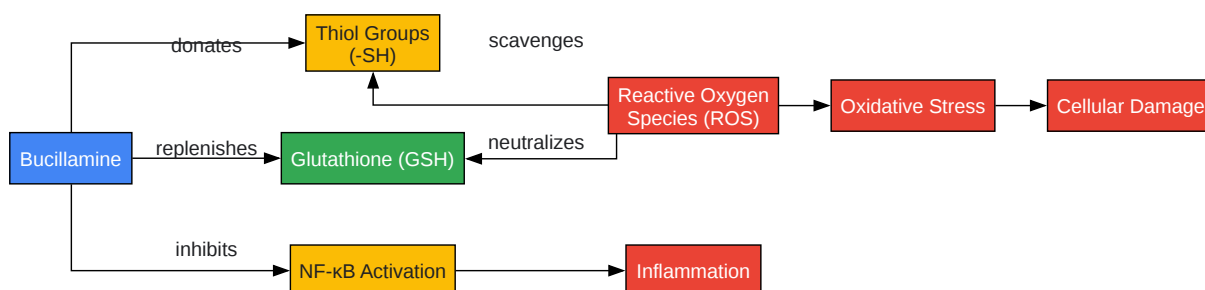 donates
Thiol Groups
(-SH)
scavenges
Reactive Oxygen
Species (ROS)
Oxidative Stress
Cellular Damage
Bucillamine
replenishes
Glutathione (GSH)
neutralizes
inhibits
NF-κB Activation
Inflammation